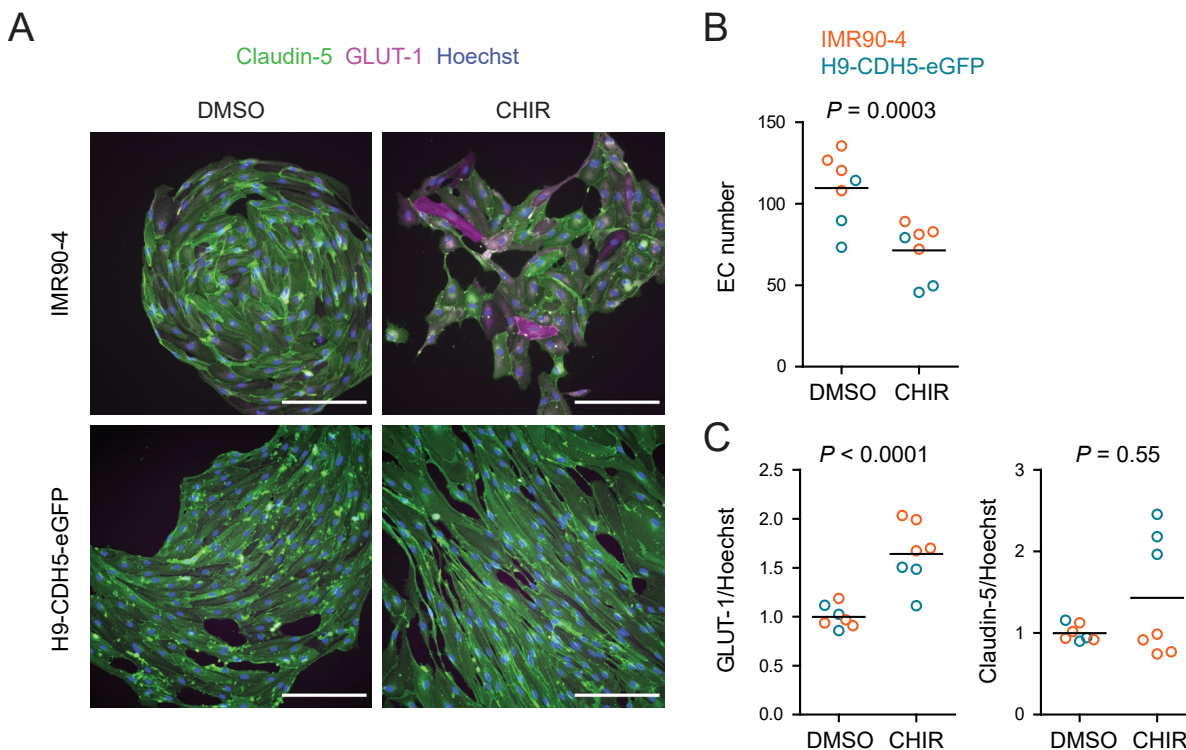 A
Claudin-5 GLUT-1 Hoechst
DMSO
CHIR
IMR90-4
H9-CDH5-eGFP
B
IMR90-4
H9-CDH5-eGFP
P = 0.0003
EC number
150
100
50
0
DMSO
CHIR
C
P < 0.0001
GLUT-1/Hoechst
2.5
2.0
1.5
1.0
0.5
0.0
DMSO
CHIR
P = 0.55
Claudin-5/Hoechst
3
2
1
0
DMSO
CHIR